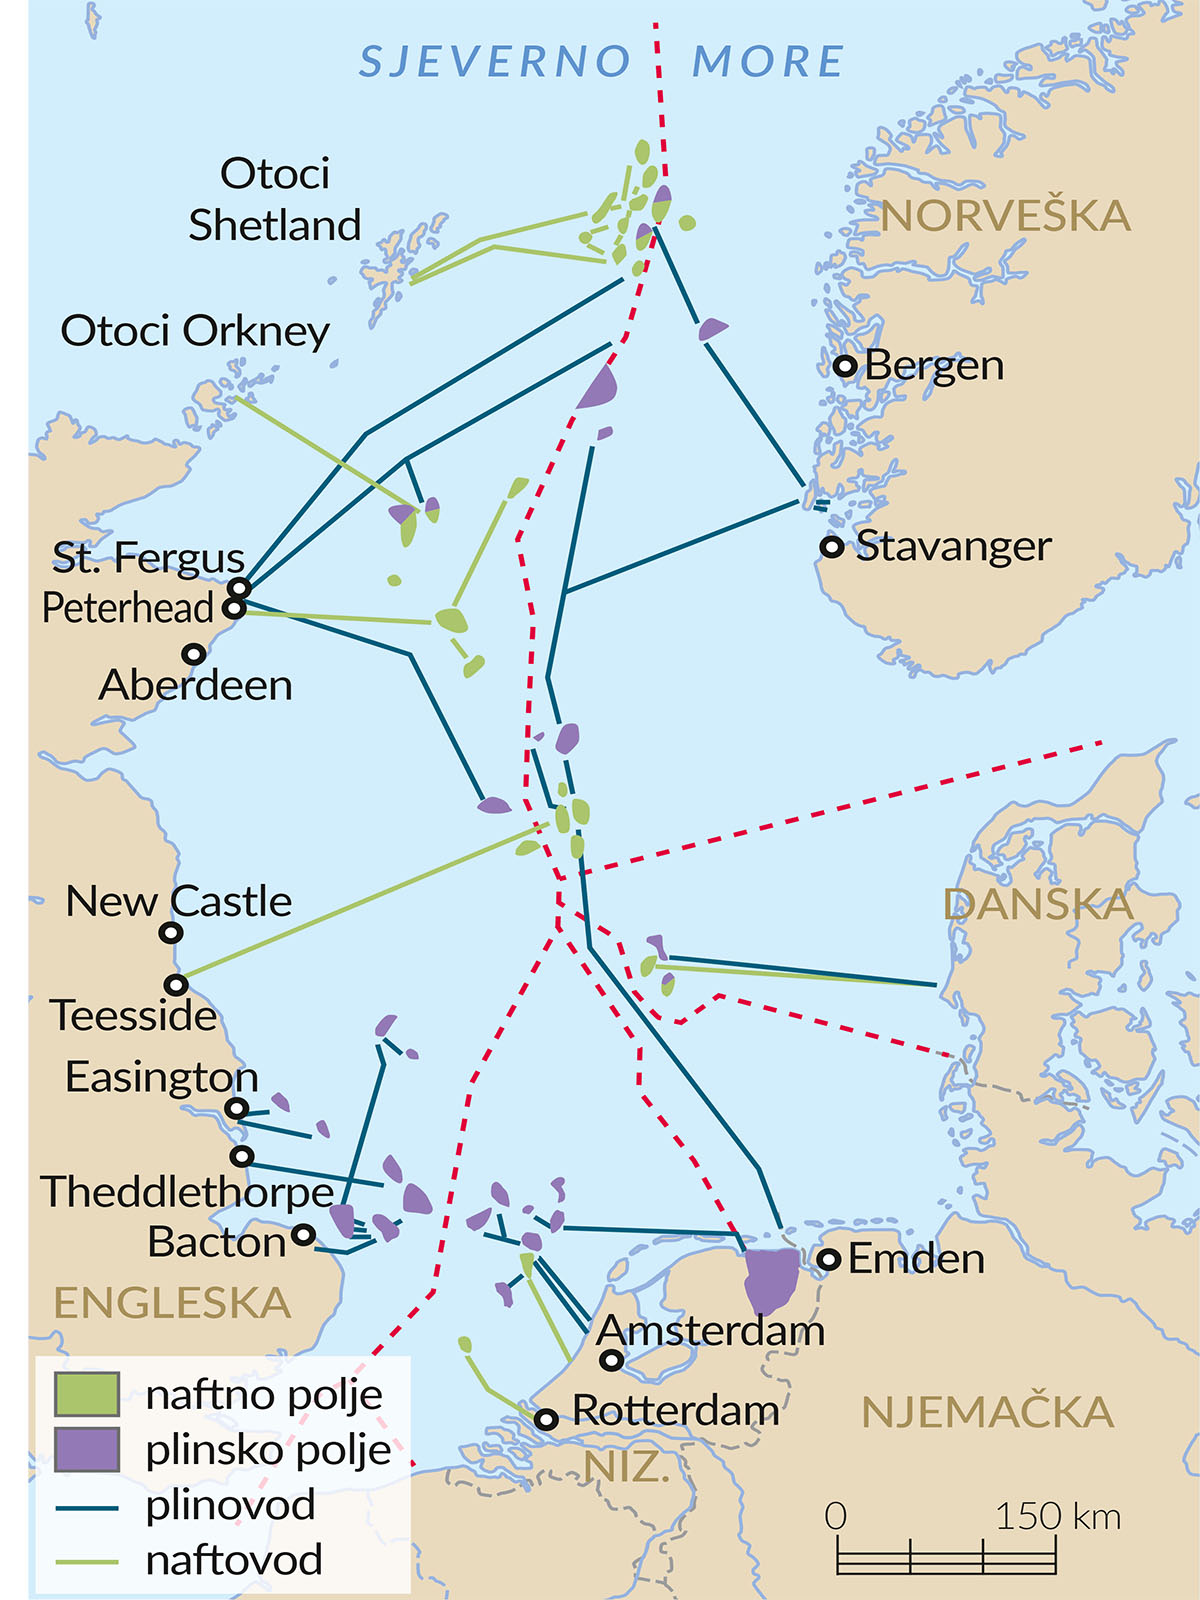 SJEVERNO MORE
Otoci
Shetland
NORVEŠKA
Otoci Orkney
Bergen
St. Fergus
Stavanger
Peterhead
Aberdeen
New Castle
DANSKA
Teesside
Easington
Theddlethorpe
Bacton
Emden
ENGLESKA
Amsterdam
Rotterdam
NJEMAČKA
NIZ.
naftno polje
plinsko polje
plinovod
naftovod
0 150 km